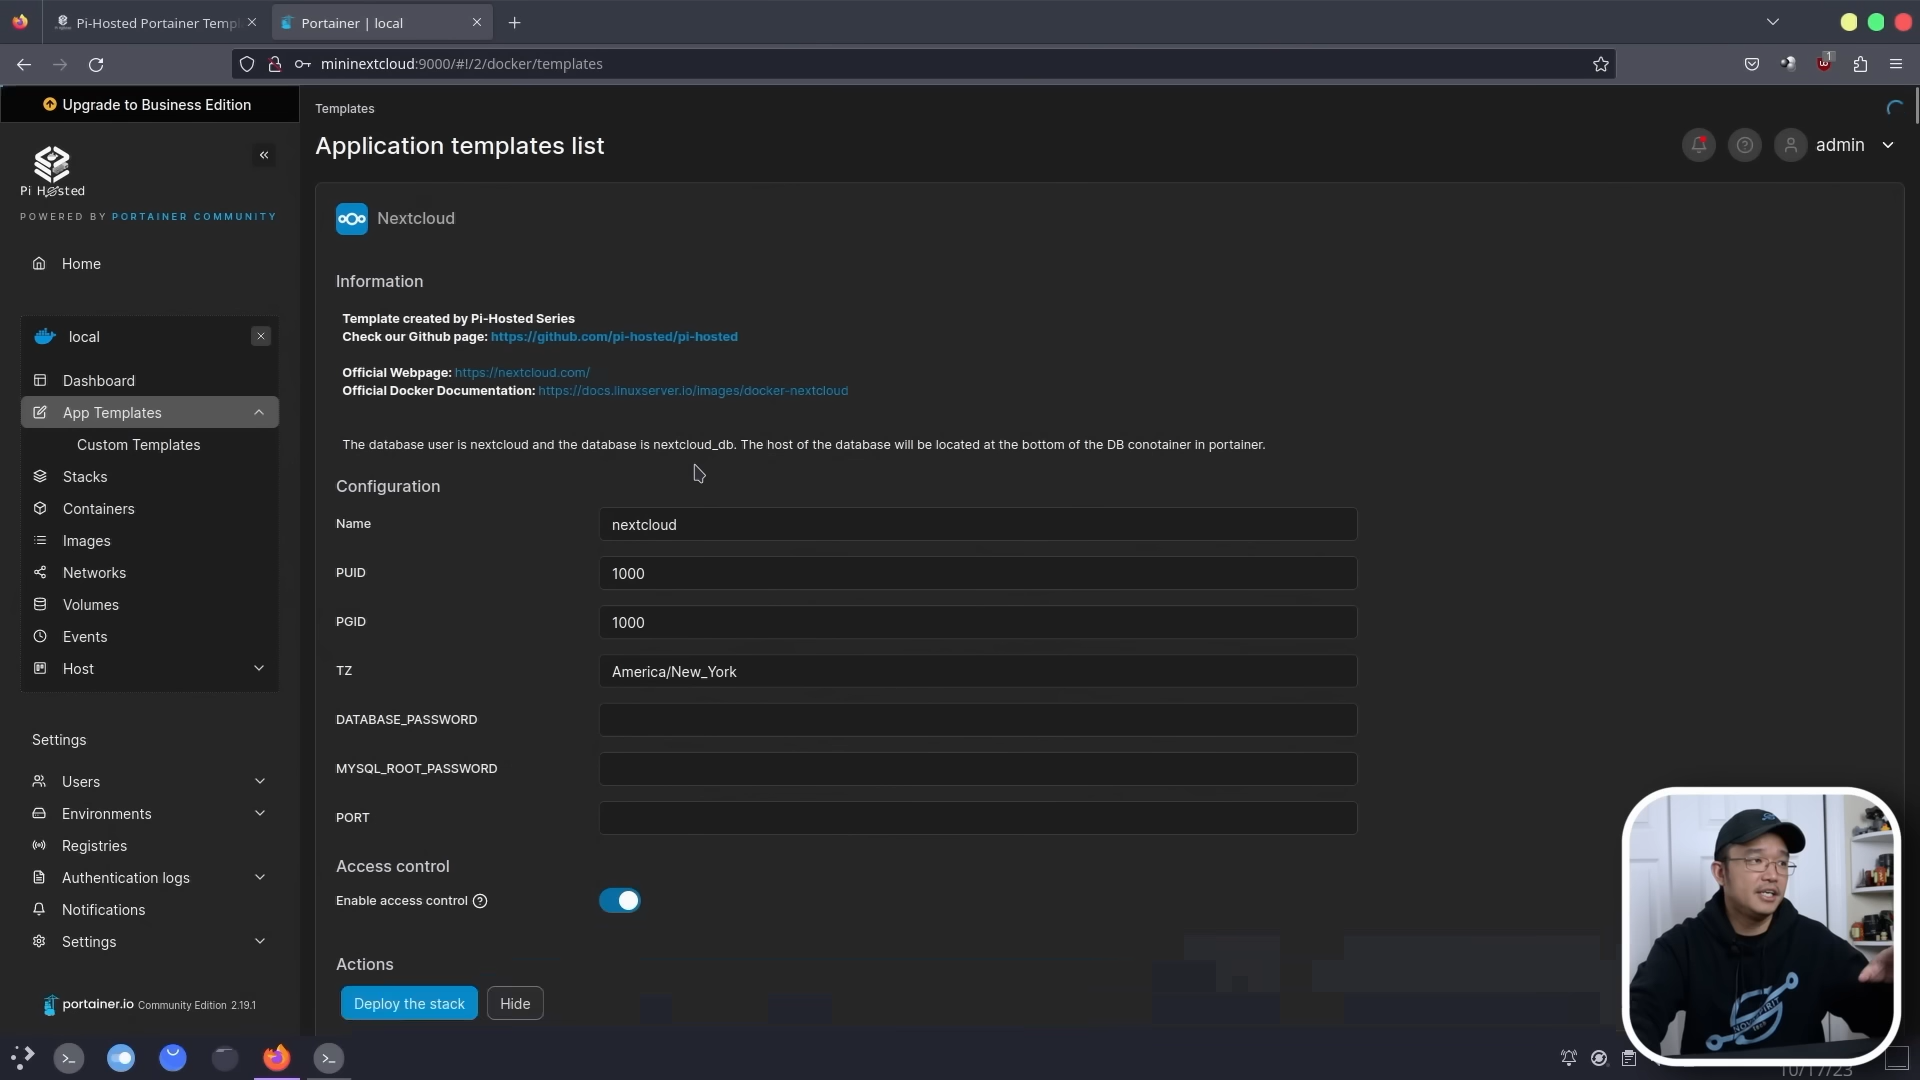 Pi-Hosted Portainer Templ
Portainer | local
mininextcloud:9000/#!/2/docker/templates
1
Upgrade to Business Edition
Templates
Application templates list
admin
Pi Hosted
POWERED BY PORTAINER COMMUNITY
Home
local
Dashboard
App Templates
Custom Templates
Stacks
Containers
Images
Networks
Volumes
Events
Host
Settings
Users
Environments
Registries
Authentication logs
Notifications
Settings
portainer.io Community Edition 2.19.1
Nextcloud
Information
Template created by Pi-Hosted Series
Check our Github page: https://github.com/pi-hosted/pi-hosted
Official Webpage: https://nextcloud.com/
Official Docker Documentation: https://docs.linuxserver.io/images/docker-nextcloud
The database user is nextcloud and the database is nextcloud_db. The host of the database will be located at the bottom of the DB conotainer in portainer.
Configuration
Name
nextcloud
PUID
1000
PGID
1000
TZ
America/New_York
DATABASE_PASSWORD
MYSQL_ROOT_PASSWORD
PORT
Access control
Enable access control
Actions
Deploy the stack
Hide
10/17/23